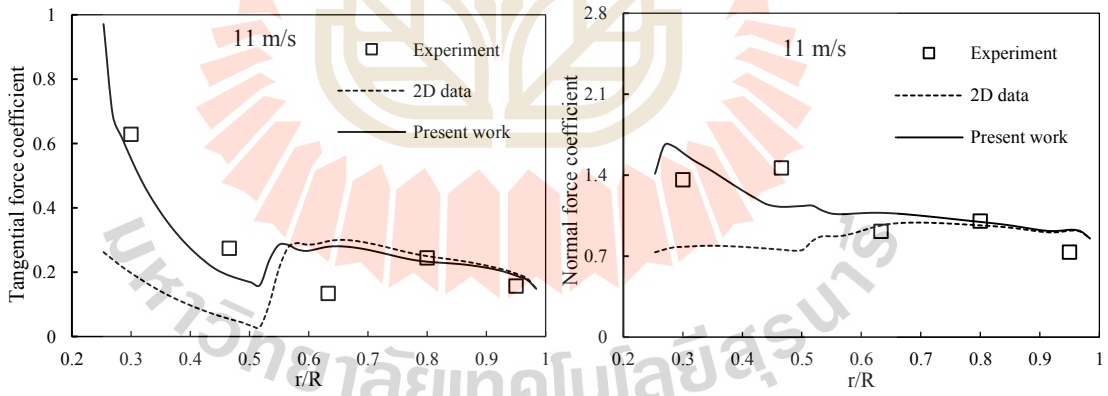 11 m/s
Experiment
2D data
Present work
Tangential force coefficient
1
0.8
0.6
0.4
0.2
0
0.2 0.3 0.4 0.5 0.6 0.7 0.8 0.9 1
r/R
11 m/s
Experiment
2D data
Present work
Normal force coefficient
2.8
2.1
1.4
0.7
0
0.2 0.3 0.4 0.5 0.6 0.7 0.8 0.9 1
r/R
มหาวิทยาลัยเทคโนโลยีสุรนารี